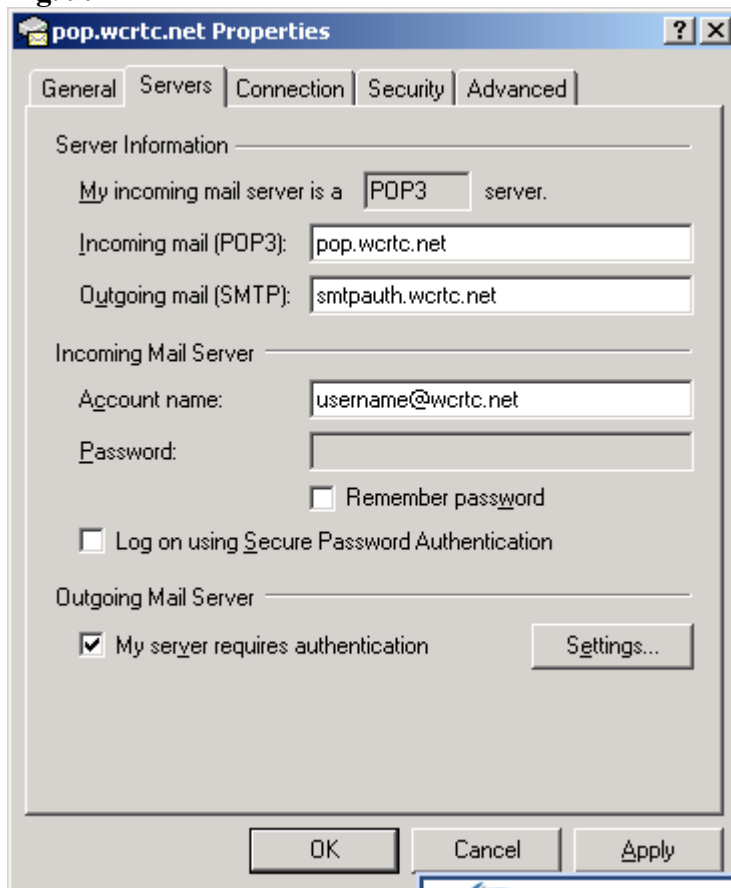 pop.wcrtc.net Properties
General Servers Connection Security Advanced
Server Information
My incoming mail server is a POP3 server.
Incoming mail (POP3): pop.wcrtc.net
Outgoing mail (SMTP): smtpauth.wcrtc.net
Incoming Mail Server
Account name: username@wcrtc.net
Password:
Remember password
Log on using Secure Password Authentication
Outgoing Mail Server
My server requires authentication Settings...
OK Cancel Apply